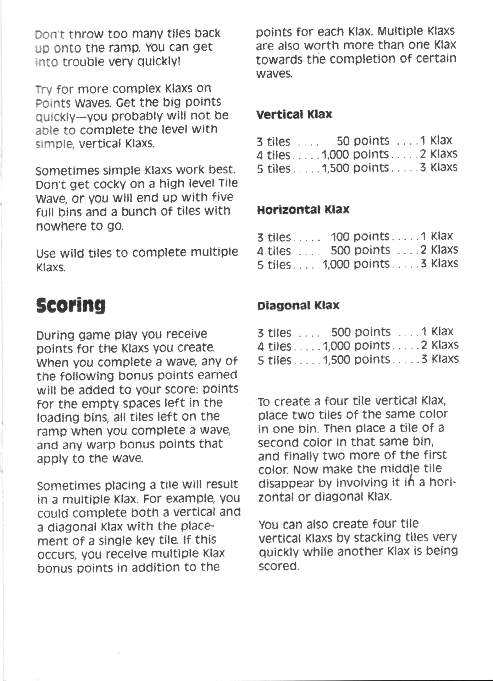 Don't throw too many tiles back
up onto the ramp. You can get
into trouble very quickly!
Try for more complex Klaxs on
Points Waves. Get the big points
quickly—you probably will not be
able to complete the level with
simple, vertical Klaxs.
Sometimes simple Klaxs work best.
Don't get cocky on a high level Tile
Wave, or you will end up with five
full bins and a bunch of tiles with
nowhere to go.
Use wild tiles to complete multiple
Klaxs.
Scoring
During game play you receive
points for the Klaxs you create.
When you complete a wave, any of
the following bonus points earned
will be added to your score: points
for the empty spaces left in the
loading bins, all tiles left on the
ramp when you complete a wave,
and any warp bonus points that
apply to the wave.
Sometimes placing a tile will result
in a multiple Klax. For example, you
could complete both a vertical and
a diagonal Klax with the place-
ment of a single key tile. If this
occurs, you receive multiple Klax
bonus points in addition to the
points for each Klax. Multiple Klaxs
are also worth more than one Klax
towards the completion of certain
waves.
Vertical Klax
3 tiles .... 50 points ....1 Klax
4 tiles.....1,000 points.....2 Klaxs
5 tiles.....1,500 points.....3 Klaxs
Horizontal Klax
3 tiles..... 100 points.....1 Klax
4 tiles ... 500 points ....2 Klaxs
5 tiles.... 1,000 points ....3 Klaxs
Diagonal Klax
3 tiles .... 500 points ....1 Klax
4 tiles.....1,000 points.....2 Klaxs
5 tiles.....1,500 points.....3 Klaxs
To create a four tile vertical Klax,
place two tiles of the same color
in one bin. Then place a tile of a
second color in that same bin,
and finally two more of the first
color. Now make the middle tile
disappear by involving it in a hori-
zontal or diagonal Klax.
You can also create four tile
vertical Klaxs by stacking tiles very
quickly while another Klax is being
scored.